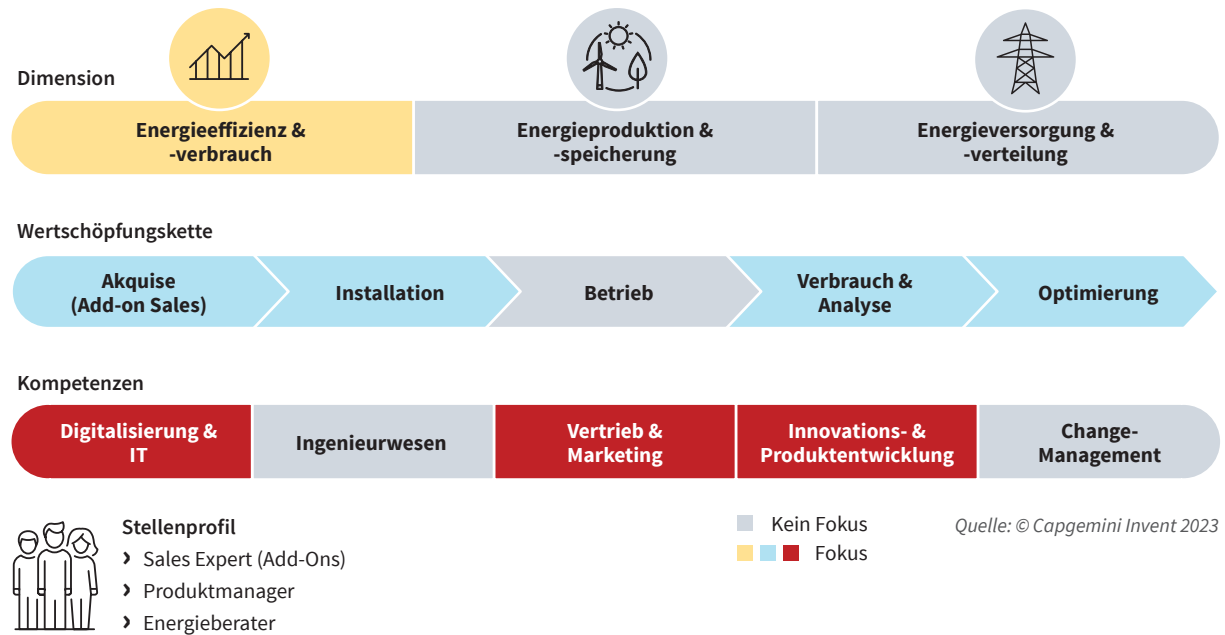 Dimension
Energieeffizienz &
-verbrauch
Energieproduktion &
-speicherung
Energieversorgung &
-verteilung
Wertschöpfungskette
Akquise
(Add-on Sales)
Installation
Betrieb
Verbrauch &
Analyse
Optimierung
Kompetenzen
Digitalisierung &
IT
Ingenieurwesen
Vertrieb &
Marketing
Innovations- &
Produktentwicklung
Change-
Management
Stellenprofil
› Sales Expert (Add-Ons)
› Produktmanager
› Energieberater
Kein Fokus
Fokus
Quelle: © Capgemini Invent 2023